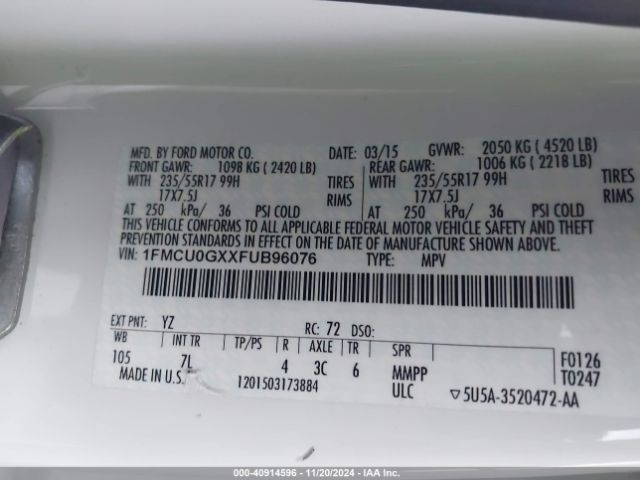 MFD. BY FORD MOTOR CO. DATE: 03/15 GVWR: 2050 KG ( 4520 LB)
FRONT GAWR: 1098 KG ( 2420 LB) REAR GAWR: 1006 KG ( 2218 LB)
WITH 235/55R17 99H TIRES WITH 235/55R17 99H TIRES
17X7.5J RIMS 17X7.5J RIMS
AT 250 kPa/ 36 PSI COLD AT 250 kPa/ 36 PSI COLD
THIS VEHICLE CONFORMS TO ALL APPLICABLE FEDERAL MOTOR VEHICLE SAFETY AND THEFT
PREVENTION STANDARDS IN EFFECT ON THE DATE OF MANUFACTURE SHOWN ABOVE.
VIN: 1FMCU0GXXFUB96076 TYPE: MPV
EXT PNT: YZ RC: 72 DSO:
WB INT TR TP/PS R AXLE TR SPR F0126
105 7L 4 3C 6 MMPP T0247
MADE IN U.S. 1201503173884 ULC ▽5U5A-3520472-AA
000-40914596 - 11/20/2024 - IAA Inc.